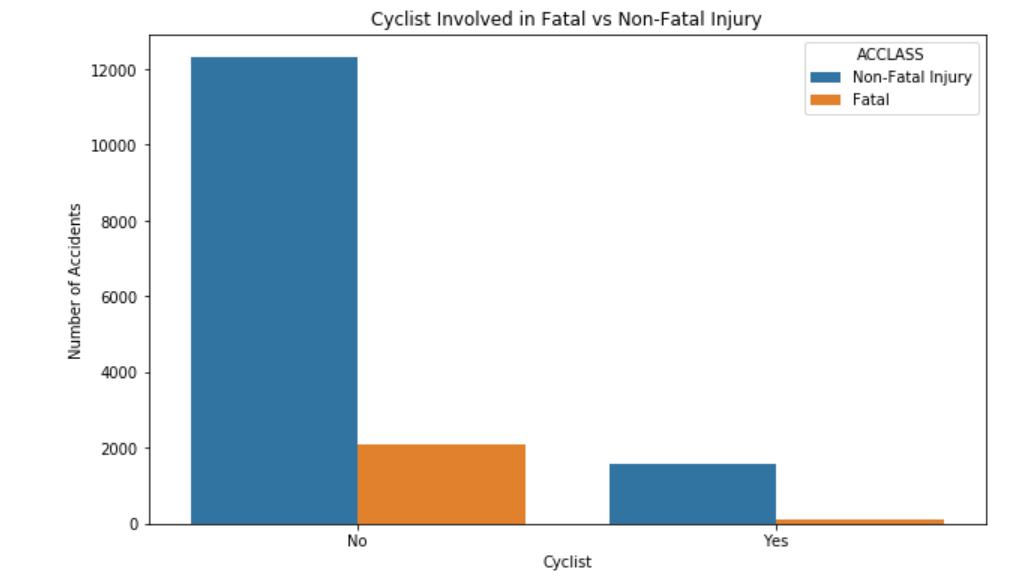 Cyclist Involved in Fatal vs Non-Fatal Injury
ACCLASS
Non-Fatal Injury
Fatal
Number of Accidents
12000
10000
8000
6000
4000
2000
0
No
Yes
Cyclist